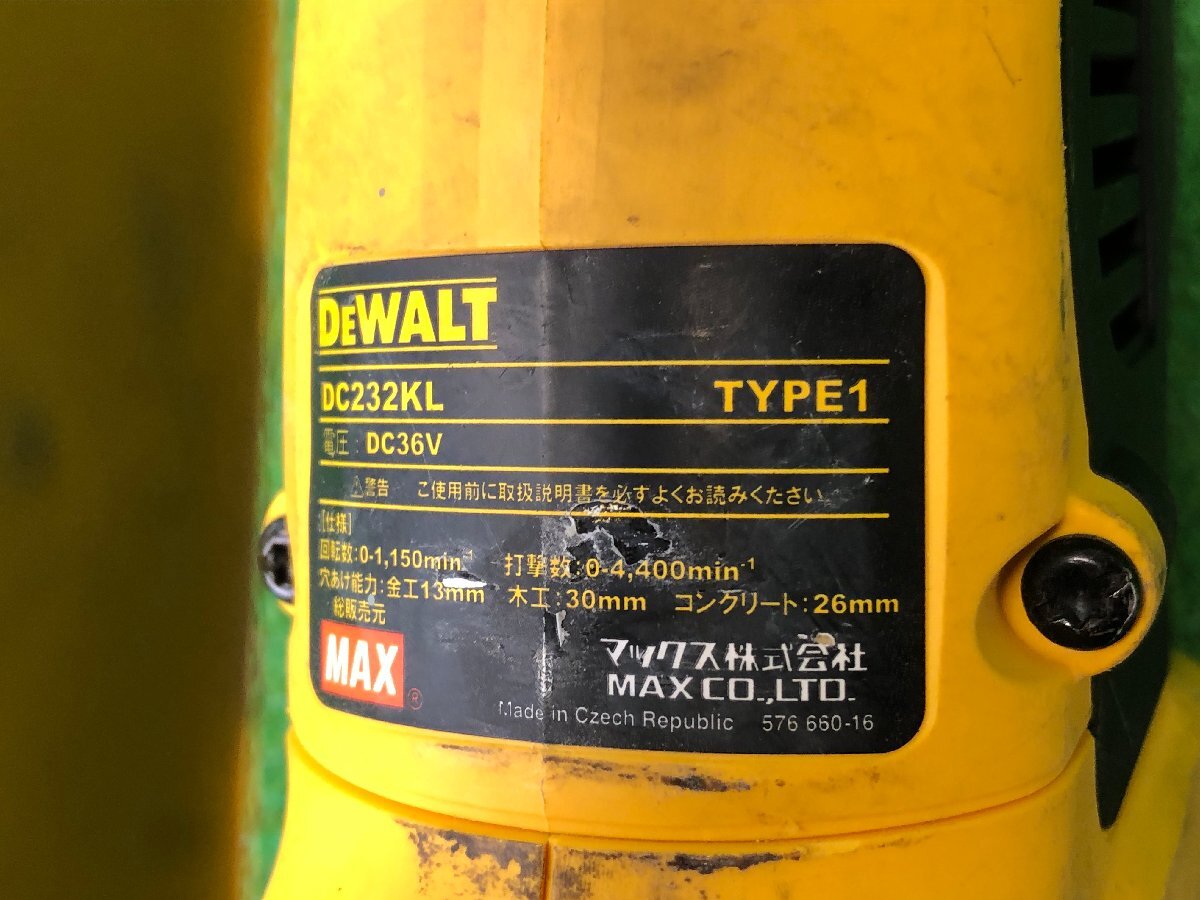 DEWALT
DC232KL TYPE1
電圧: DC36V
⚠警告 ご使用前に取扱説明書を必ずよくお読みください
[仕様]
回転数:0-1,150min⁻¹ 打撃数:0-4,400min⁻¹
穴あけ能力:金工13mm 木工:30mm コンクリート:26mm
総販売元
MAX® マックス株式会社
MAX CO.,LTD.
Made in Czech Republic 576 660-16